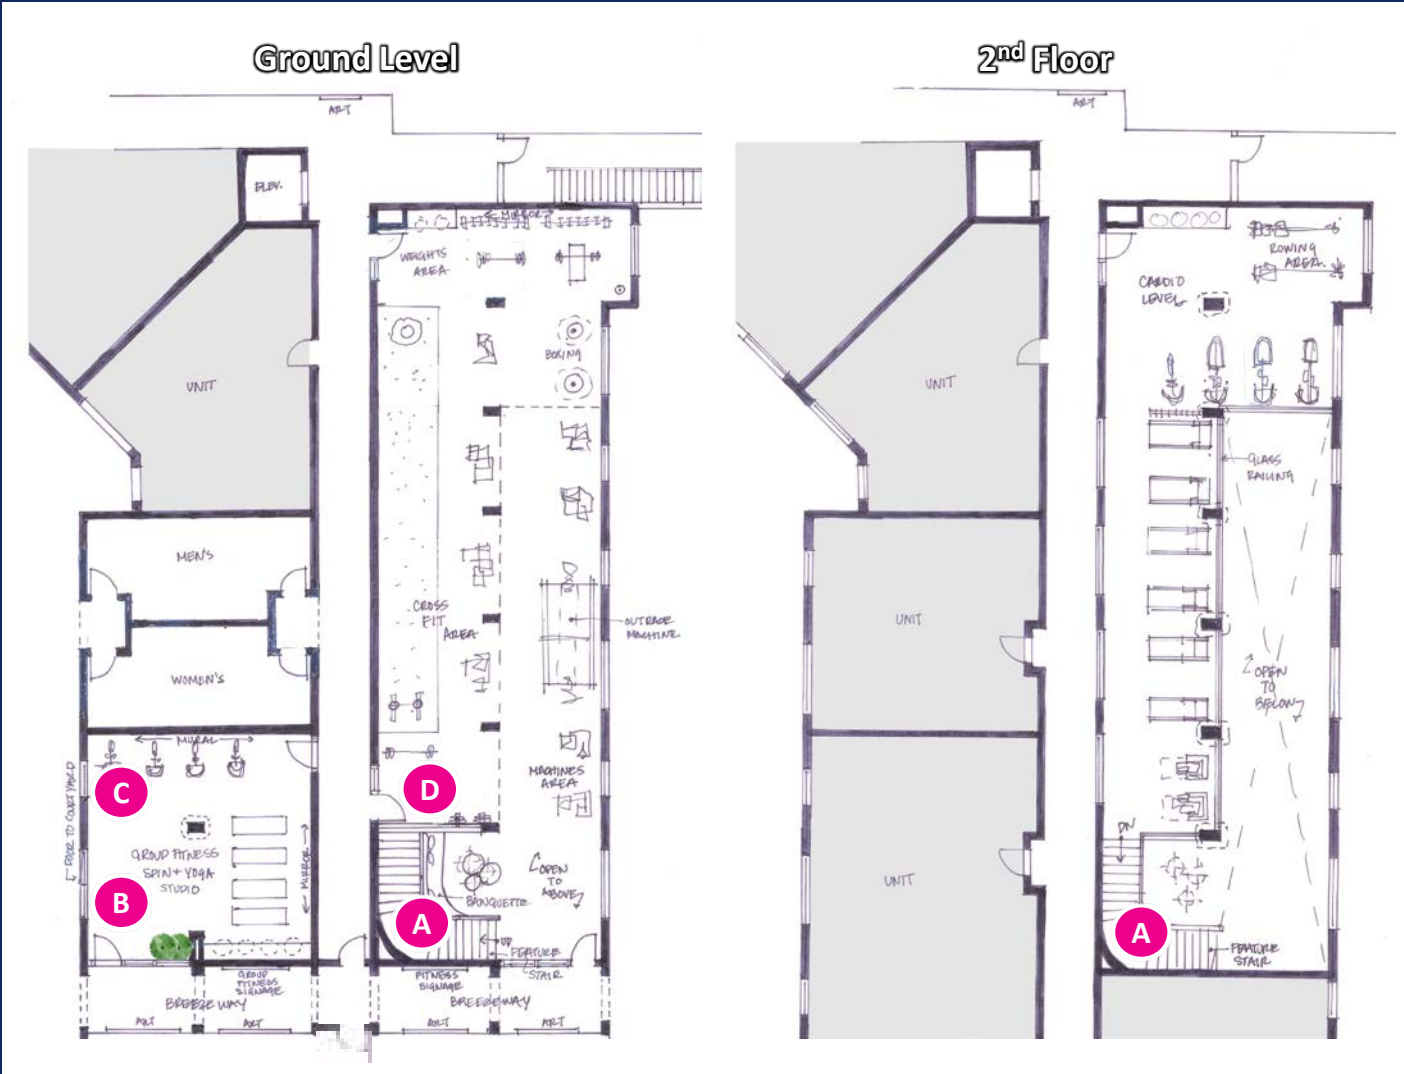 Ground Level
ART
ELEV.
MIRROR
WEIGHTS
AREA
UNIT
BOXING
MEN'S
CROSS
FIT
AREA
OUTRACE
MACHINE
WOMEN'S
MURAL
DOOR TO COURTYARD
C
D
MACHINES
AREA
GROUP FITNESS
SPIN + YOGA
STUDIO
MIRROR
B
OPEN
TO
ABOVE
BANQUETTE
A
UP
FEATURE
STAIR
GROUP
FITNESS
SIGNAGE
FITNESS
SIGNAGE
BREEZEWAY
BREEZEWAY
ART
ART
ART
ART
2nd Floor
ART
ROWING
AREA
CARDIO
LEVEL
UNIT
GLASS
RAILING
UNIT
OPEN
TO
BELOW
DN
UNIT
A
FEATURE
STAIR